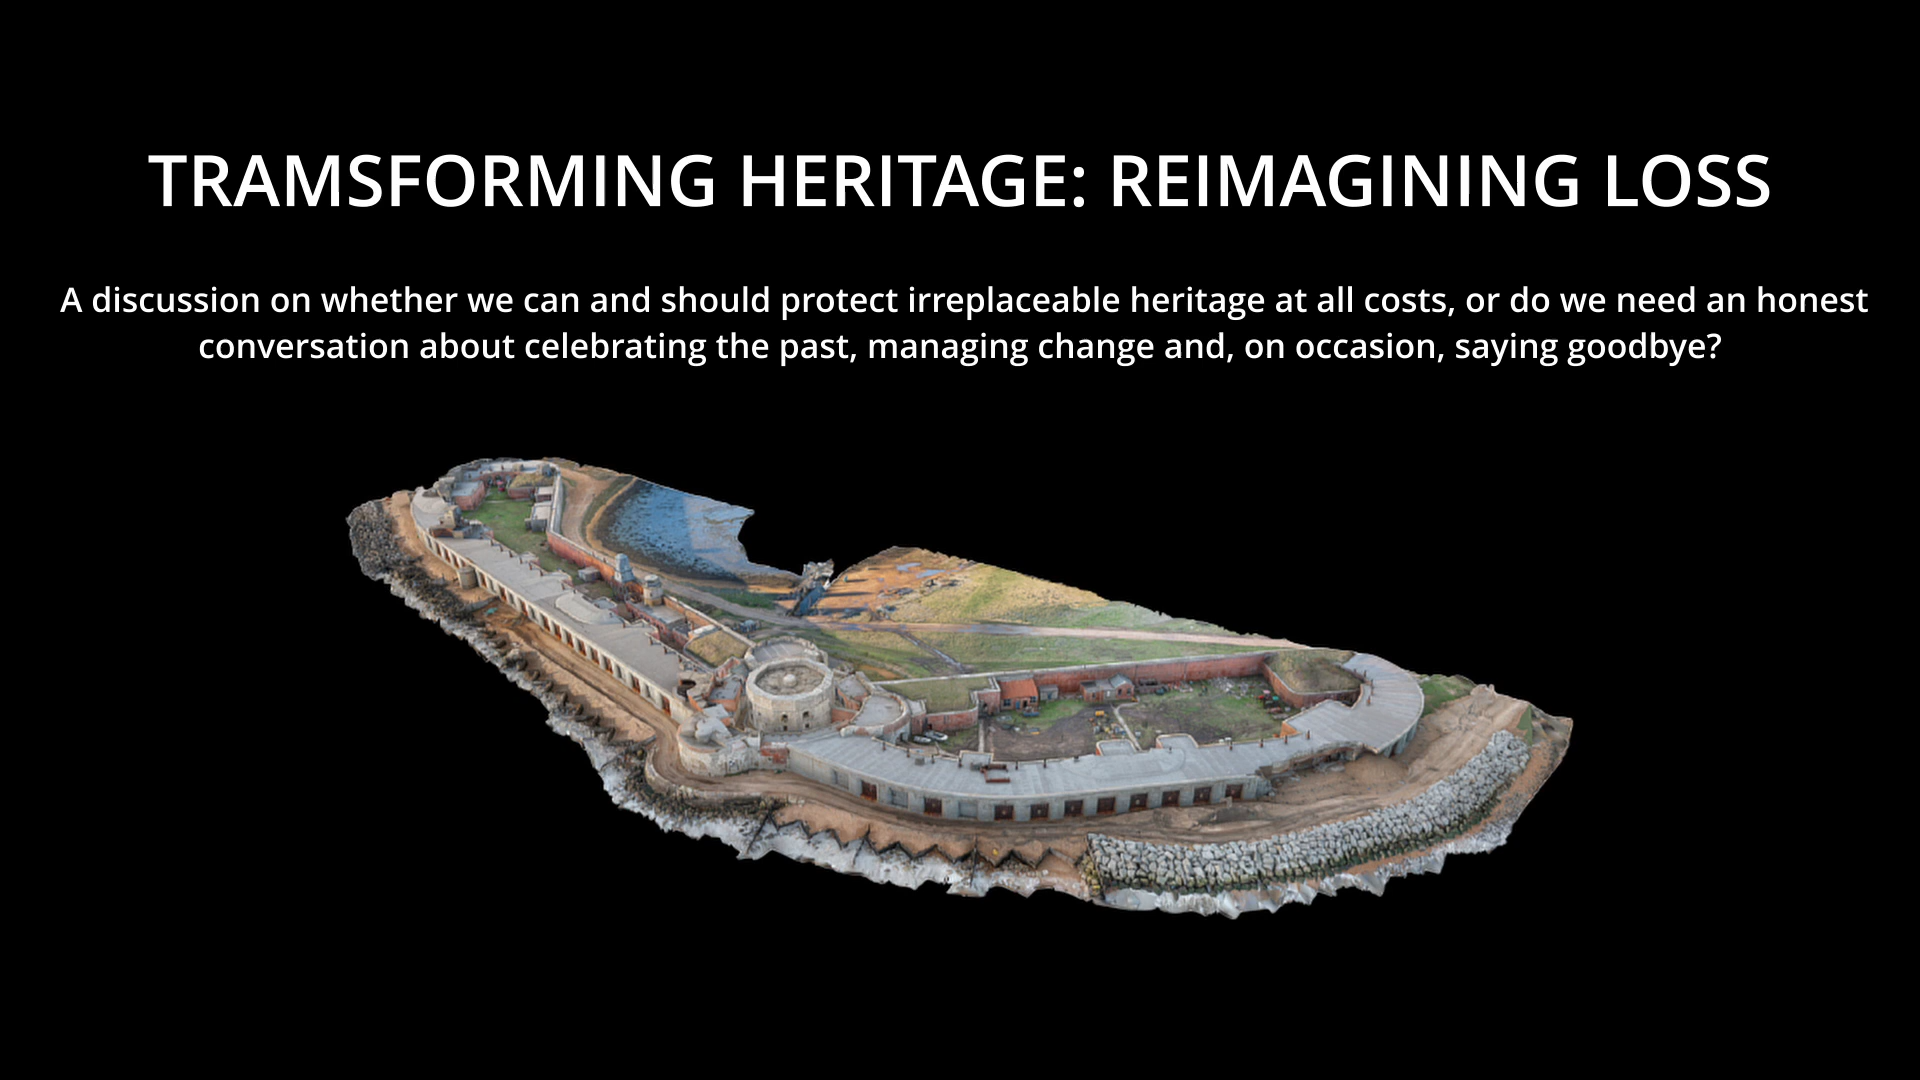 TRAMSFORMING HERITAGE: REIMAGINING LOSS
A discussion on whether we can and should protect irreplaceable heritage at all costs, or do we need an honest
conversation about celebrating the past, managing change and, on occasion, saying goodbye?